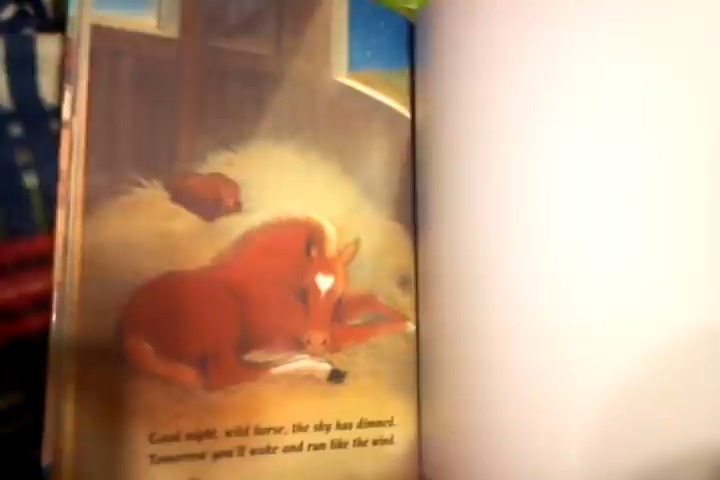 Good night, wild horse, the sky has dimmed.
Tomorrow you'll wake and run like the wind.